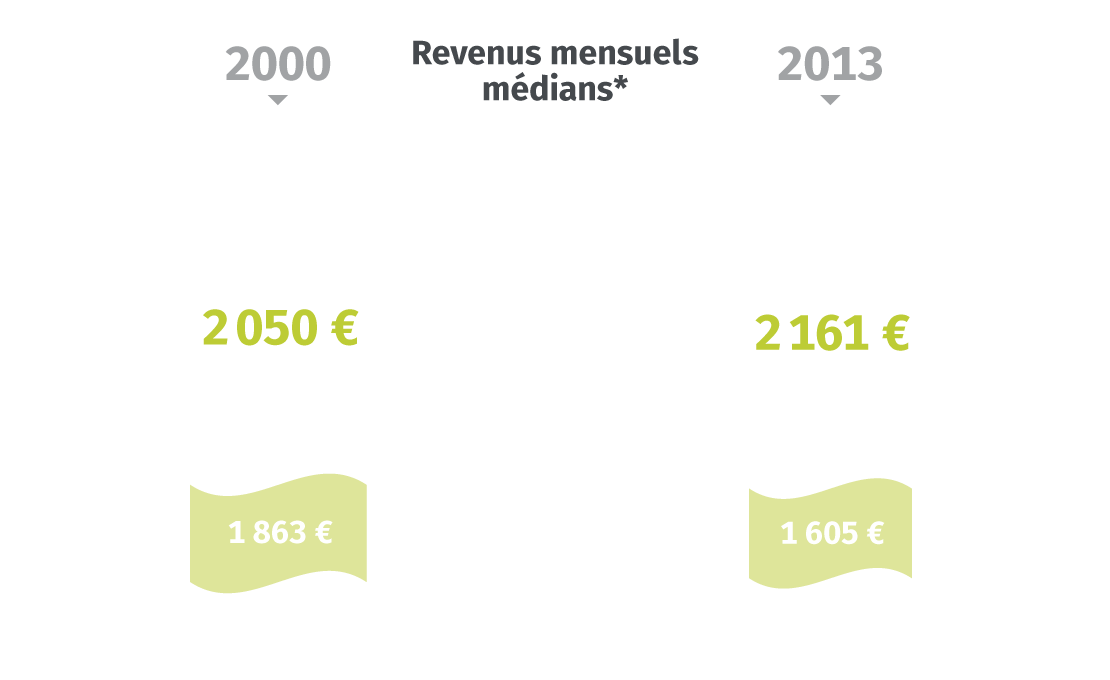 2000
Revenus mensuels
médians*
2013
2 050 €
2 161 €
1 863 €
1 605 €